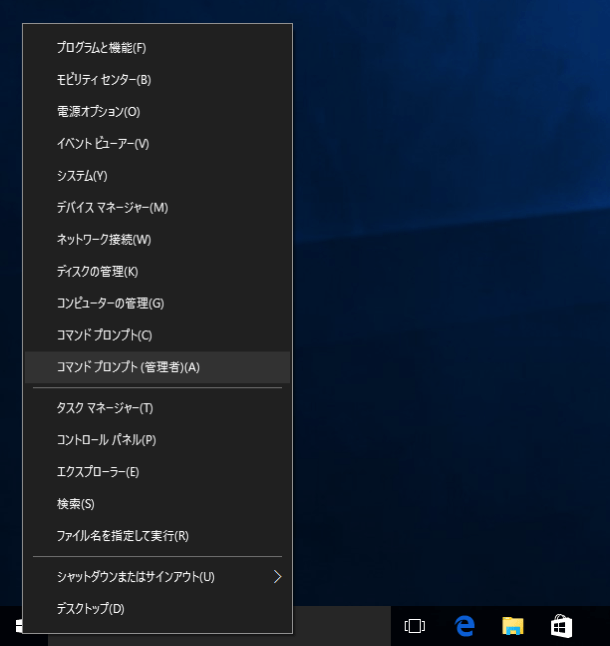 プログラムと機能(F)
モビリティ センター(B)
電源オプション(O)
イベント ビューアー(V)
システム(Y)
デバイス マネージャー(M)
ネットワーク接続(W)
ディスクの管理(K)
コンピューターの管理(G)
コマンド プロンプト(C)
コマンド プロンプト (管理者)(A)
タスク マネージャー(T)
コントロール パネル(P)
エクスプローラー(E)
検索(S)
ファイル名を指定して実行(R)
シャットダウンまたはサインアウト(U)
デスクトップ(D)